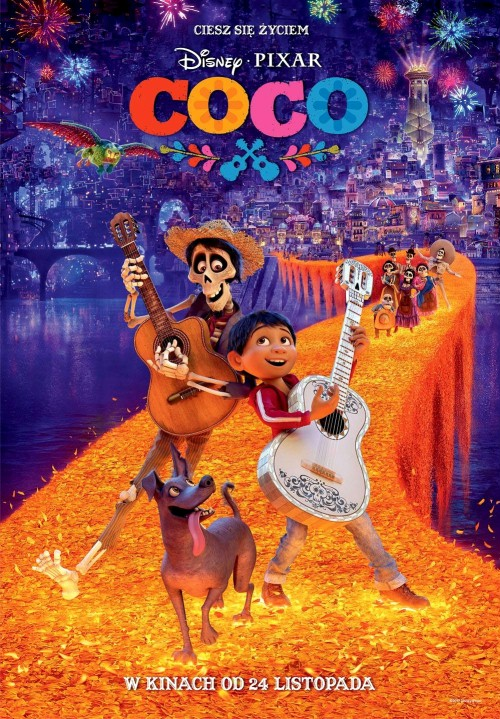 CIESZ SIĘ ŻYCIEM
DISNEY · PIXAR
COCO
W KINACH OD 24 LISTOPADA